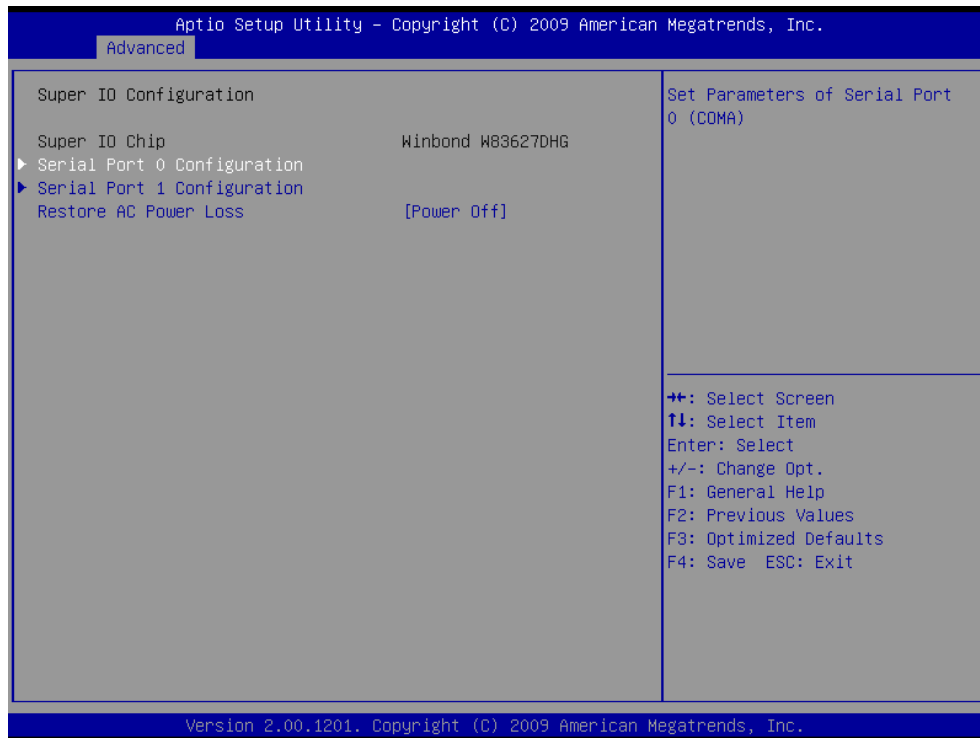 Aptio Setup Utility – Copyright (C) 2009 American Megatrends, Inc.
Advanced
Super IO Configuration
Super IO Chip Winbond W83627DHG
▶ Serial Port 0 Configuration
▶ Serial Port 1 Configuration
Restore AC Power Loss [Power Off]
Set Parameters of Serial Port
0 (COMA)
→←: Select Screen
↑↓: Select Item
Enter: Select
+/-: Change Opt.
F1: General Help
F2: Previous Values
F3: Optimized Defaults
F4: Save ESC: Exit
Version 2.00.1201. Copyright (C) 2009 American Megatrends, Inc.